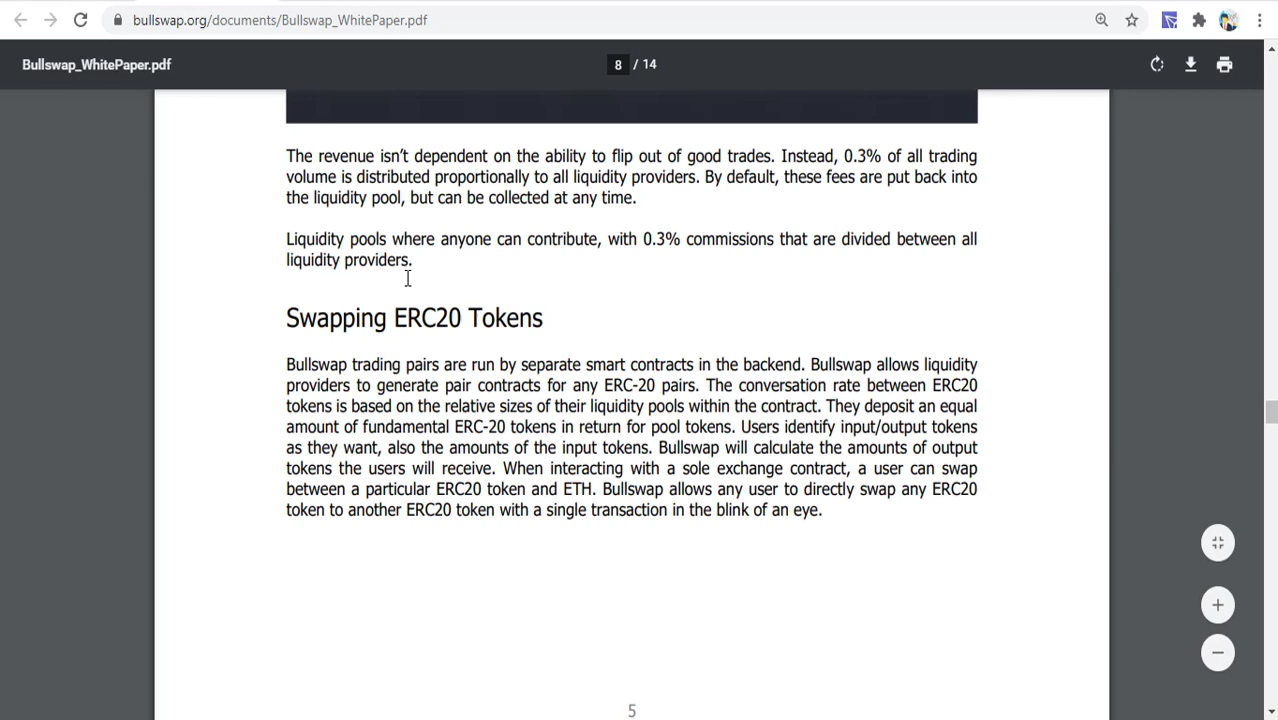 bullswap.org/documents/Bullswap_WhitePaper.pdf
Bullswap_WhitePaper.pdf
8 / 14
The revenue isn't dependent on the ability to flip out of good trades. Instead, 0.3% of all trading
volume is distributed proportionally to all liquidity providers. By default, these fees are put back into
the liquidity pool, but can be collected at any time.
Liquidity pools where anyone can contribute, with 0.3% commissions that are divided between all
liquidity providers.
Swapping ERC20 Tokens
Bullswap trading pairs are run by separate smart contracts in the backend. Bullswap allows liquidity
providers to generate pair contracts for any ERC-20 pairs. The conversation rate between ERC20
tokens is based on the relative sizes of their liquidity pools within the contract. They deposit an equal
amount of fundamental ERC-20 tokens in return for pool tokens. Users identify input/output tokens
as they want, also the amounts of the input tokens. Bullswap will calculate the amounts of output
tokens the users will receive. When interacting with a sole exchange contract, a user can swap
between a particular ERC20 token and ETH. Bullswap allows any user to directly swap any ERC20
token to another ERC20 token with a single transaction in the blink of an eye.
5